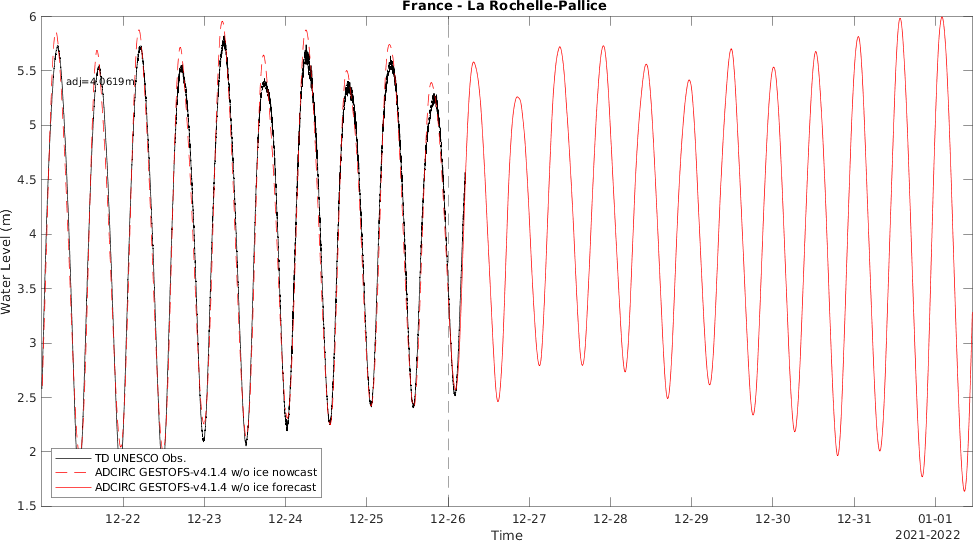 France - La Rochelle-Pallice
6
5.5
5
4.5
4
3.5
3
2.5
2
1.5
Water Level (m)
adj=4.0619m
TD UNESCO Obs.
ADCIRC GESTOFS-v4.1.4 w/o ice nowcast
ADCIRC GESTOFS-v4.1.4 w/o ice forecast
12-22 12-23 12-24 12-25 12-26 12-27 12-28 12-29 12-30 12-31 01-01
2021-2022
Time